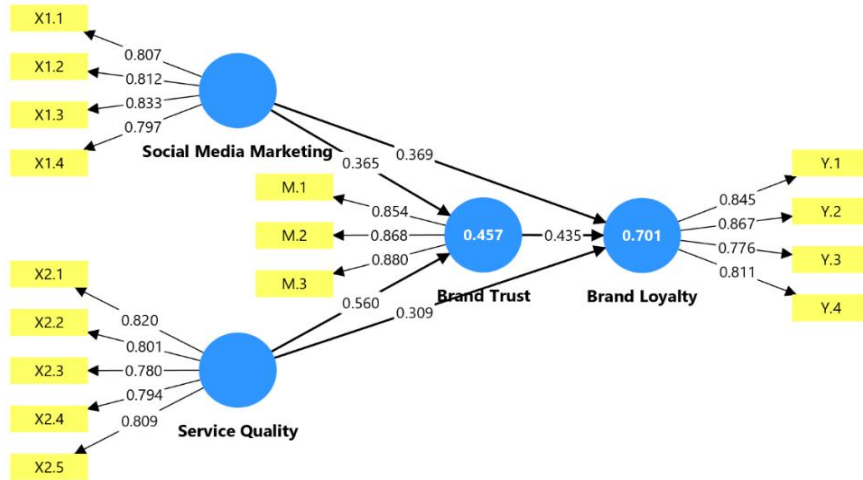 X1.1
0.807
X1.2
0.812
X1.3
0.833
X1.4
0.797
Social Media Marketing
0.365
0.369
M.1
0.854
M.2
0.868
M.3
0.880
0.457
Brand Trust
0.435
0.701
Brand Loyalty
0.845
Y.1
0.867
Y.2
0.776
Y.3
0.811
Y.4
0.560
0.309
X2.1
0.820
X2.2
0.801
X2.3
0.780
X2.4
0.794
X2.5
0.809
Service Quality